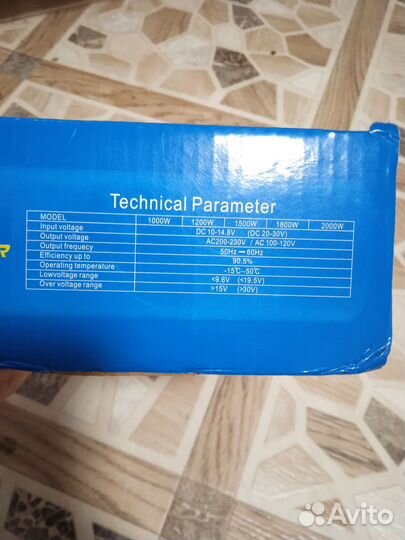 R
Technical Parameter
MODEL 1000W 1200W 1500W 1800W 2000W
Input voltage DC 10-14.8V (DC 20-30V)
Output voltage AC200-230V / AC 100-120V
Output frequecy 50Hz — 60Hz
Efficiency up to 90.5%
Operating temperature -15℃--50℃
Lowvoltage range <9.6V (<19.5V)
Over voltage range >15V (>30V)
Avito